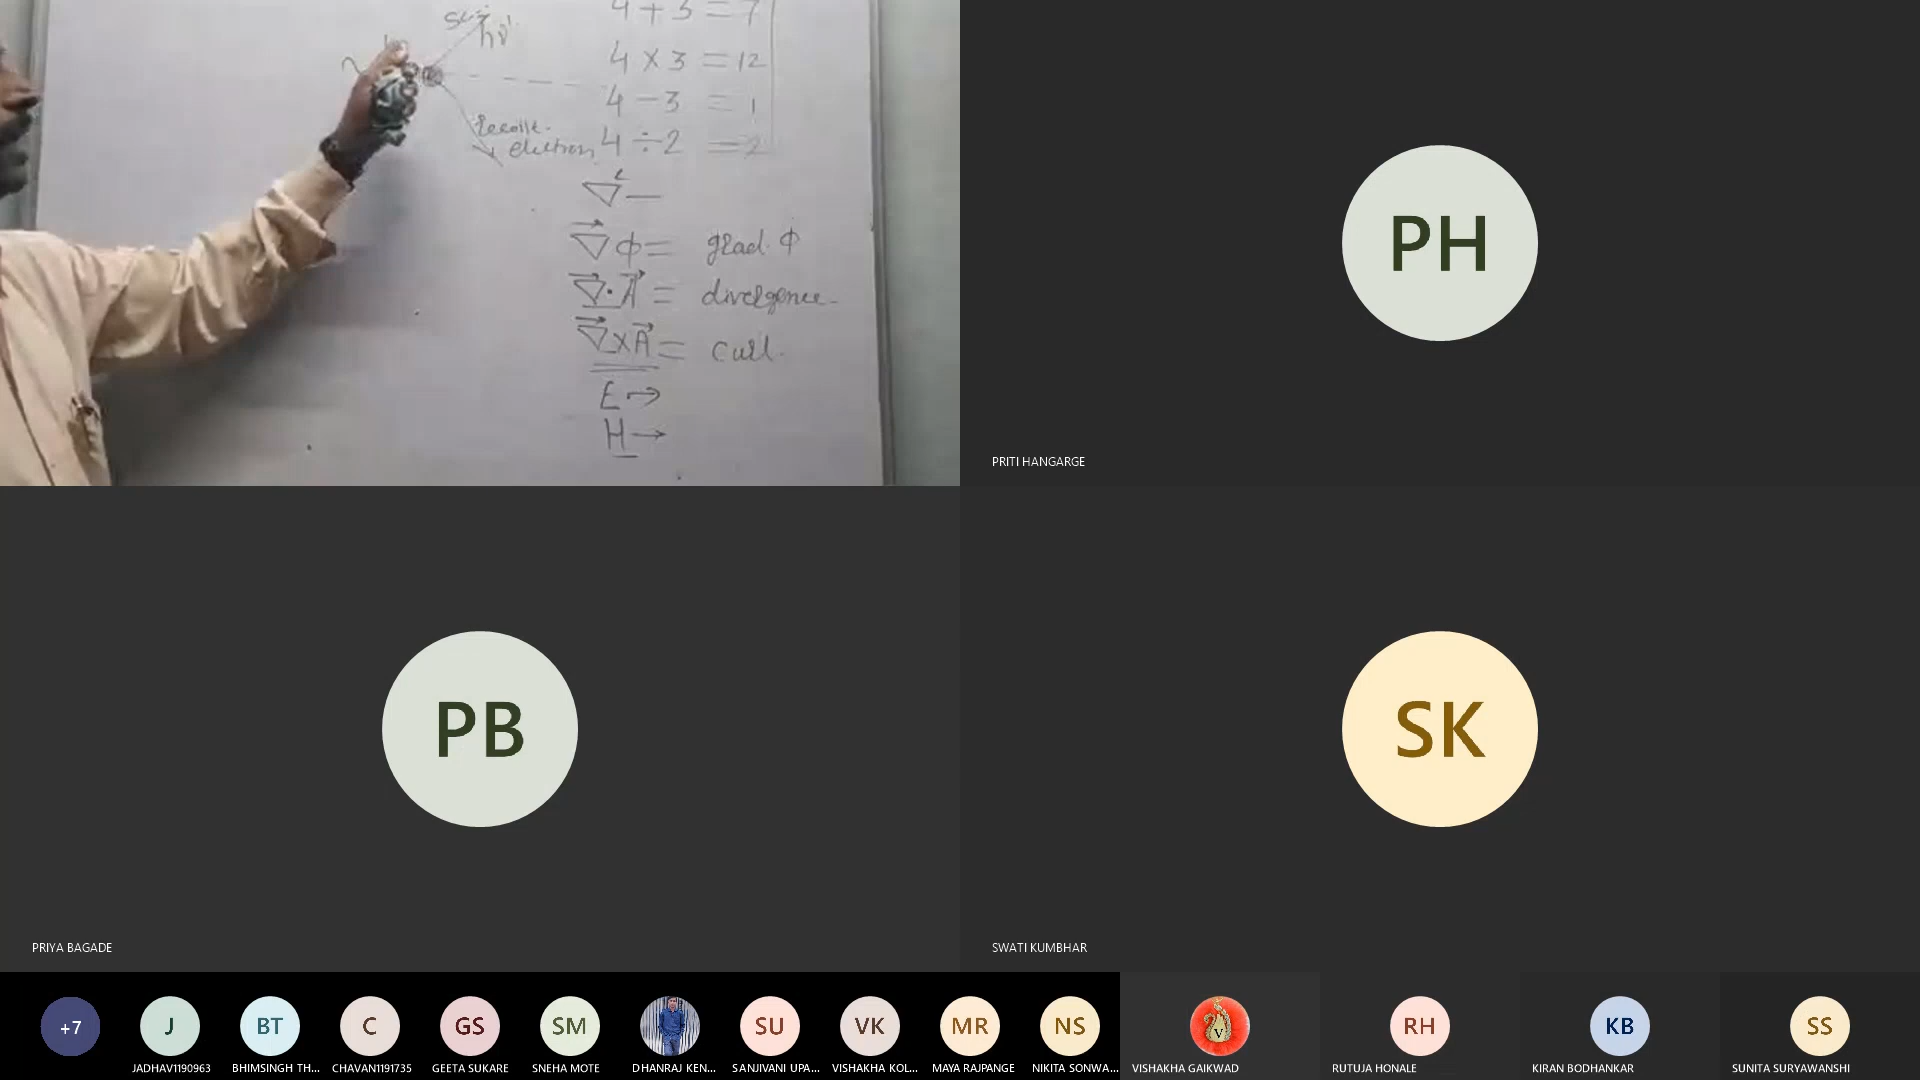 hν'
4 + 3 = 7
4 × 3 = 12
4 − 3 = 1
4 ÷ 2 = 2
Recoil
electron
∇ —
∇⃗ φ = grad. φ
∇⃗ · A⃗ = divergence
∇⃗ × A⃗ = curl.
E →
H →
PH
PRITI HANGARGE
PB
PRIYA BAGADE
SK
SWATI KUMBHAR
+7 J BT C GS SM SU VK MR NS V RH KB SS
JADHAV1190963 BHIMSINGH TH... CHAVAN1191735 GEETA SUKARE SNEHA MOTE DHANRAJ KEN... SANJIVANI UPA... VISHAKHA KOL... MAYA RAJPANGE NIKITA SONWA... VISHAKHA GAIKWAD RUTUJA HONALE KIRAN BODHANKAR SUNITA SURYAWANSHI